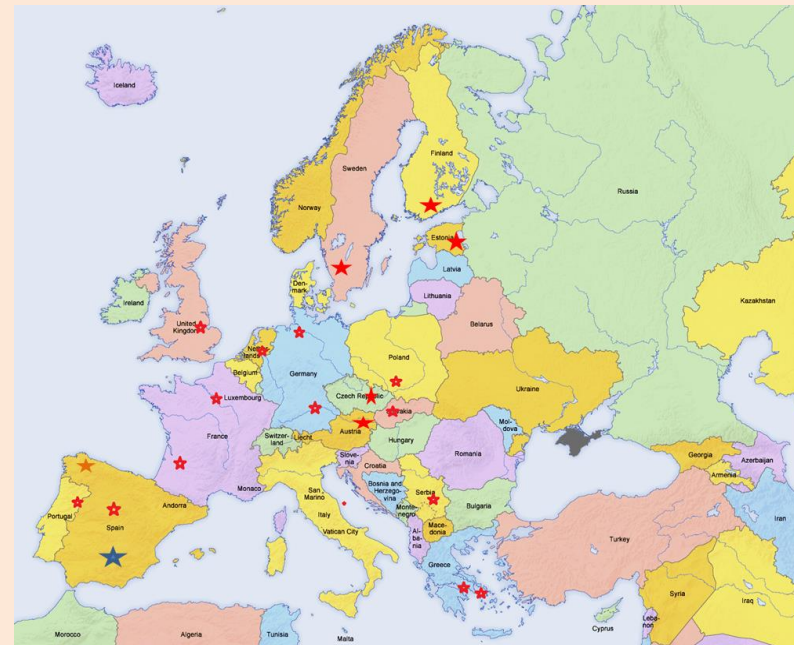 Iceland
Finland
Sweden
Norway
Russia
Estonia
Latvia
Den-
mark
Lithuania
Ireland
United
Kingdom
Belarus
Kazakhstan
Nether-
lands
Poland
Belgium
Germany
Ukraine
Luxembourg
Czech Republic
France
Austria
Switzer-
land
Liecht
Hungary
Mol-
dova
Slove-
nia
Romania
Croatia
Monaco
San
Marino
Bosnia and
Herzego-
vina
Serbia
Georgia
Azerbaijan
Armenia
Andorra
Italy
Monte-
negro
Bulgaria
Portugal
Spain
Vatican City
Mace-
donia
Al-
ba-
nia
Iran
Turkey
Greece
Syria
Iraq
Leba-
non
Cyprus
Morocco
Algeria
Tunisia
Malta